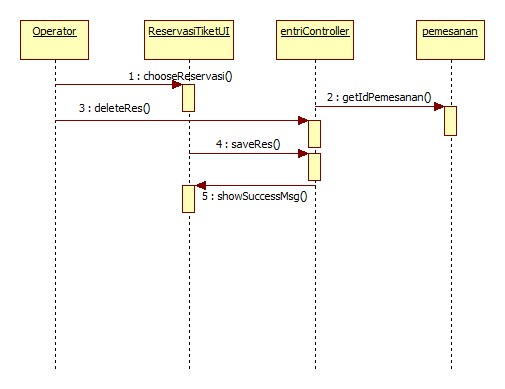 Operator
ReservasiTiketUI
entriController
pemesanan
1 : chooseReservasi()
2 : getIdPemesanan()
3 : deleteRes()
4 : saveRes()
5 : showSuccessMsg()